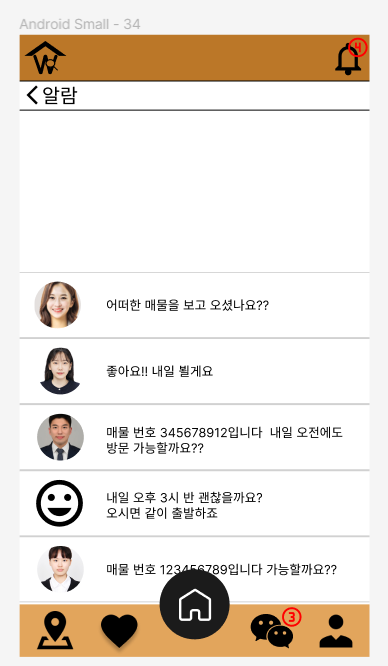 Android Small - 34
4
알람
어떠한 매물을 보고 오셨나요??
좋아요!! 내일 뵐게요
매물 번호 345678912입니다 내일 오전에도
방문 가능할까요??
내일 오후 3시 반 괜찮을까요?
오시면 같이 출발하죠
매물 번호 123456789입니다 가능할까요??
3